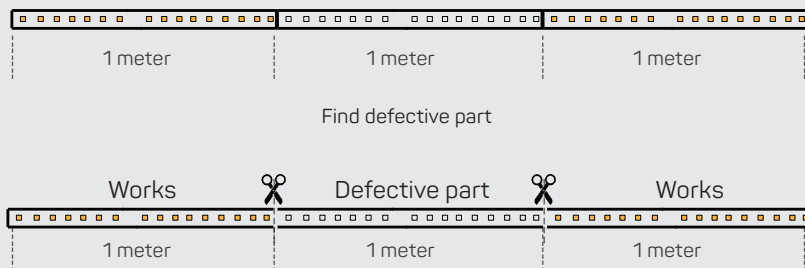 1 meter 1 meter 1 meter
Find defective part
Works Defective part Works
1 meter 1 meter 1 meter